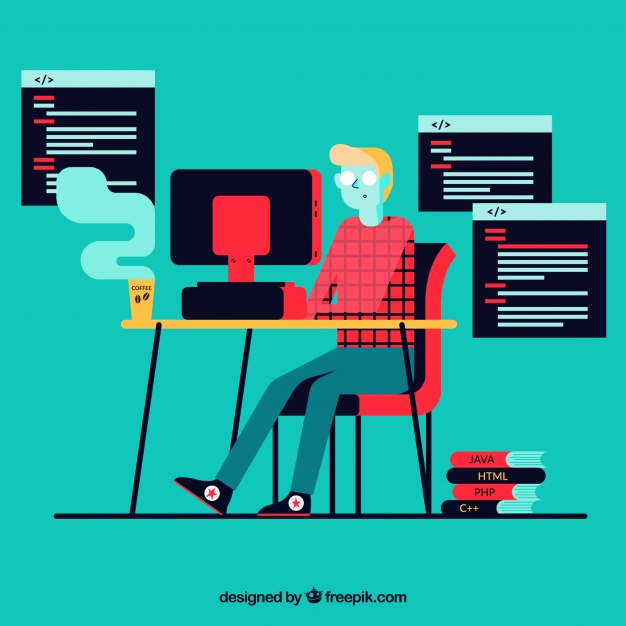 </>
</>
</>
COFFEE
JAVA
HTML
PHP
C++
designed by freepik.com